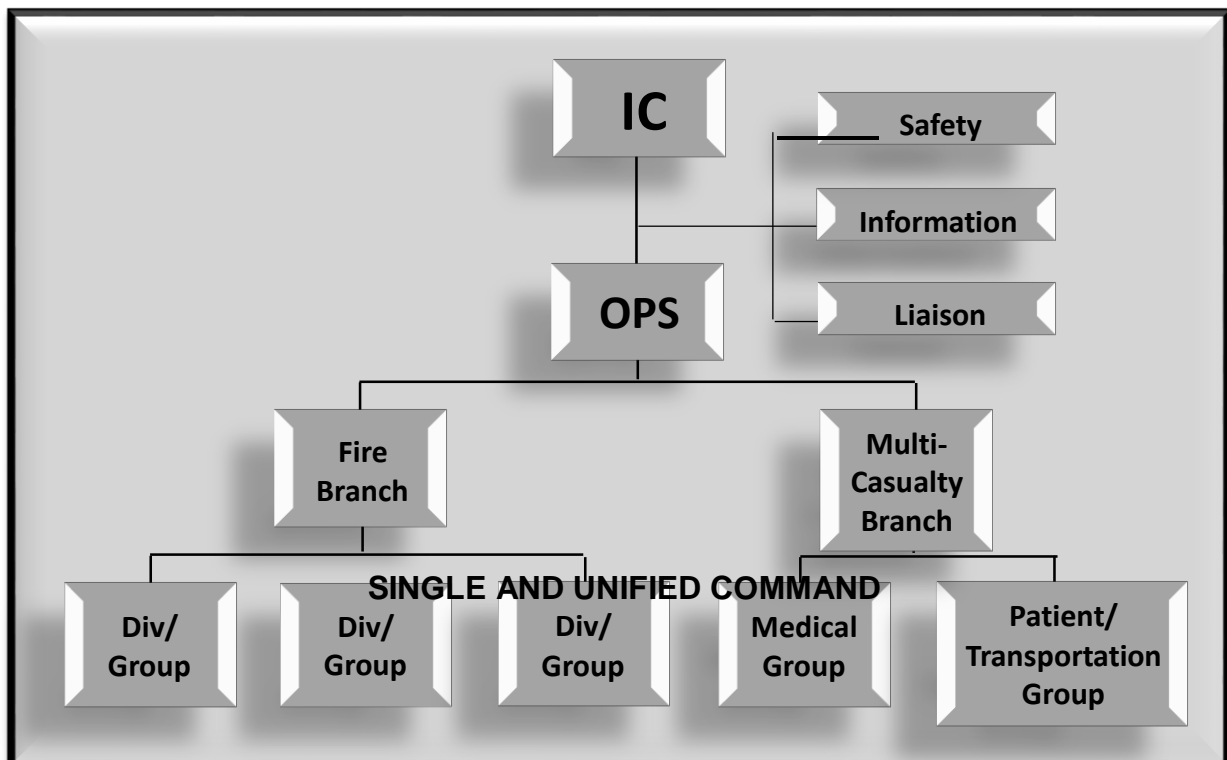 IC
Safety
Information
Liaison
OPS
Fire
Branch
Multi-
Casualty
Branch
SINGLE AND UNIFIED COMMAND
Div/
Group
Div/
Group
Div/
Group
Medical
Group
Patient/
Transportation
Group